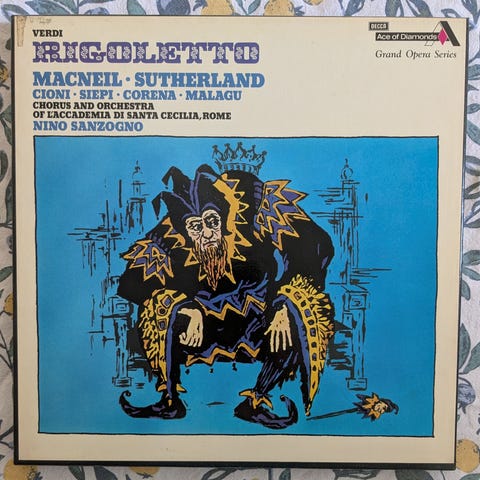 VERDI
RIGOLETTO
MACNEIL · SUTHERLAND
CIONI · SIEPI · CORENA · MALAGU
CHORUS AND ORCHESTRA
OF L'ACCADEMIA DI SANTA CECILIA, ROME
NINO SANZOGNO
DECCA
Ace of Diamonds
Grand Opera Series